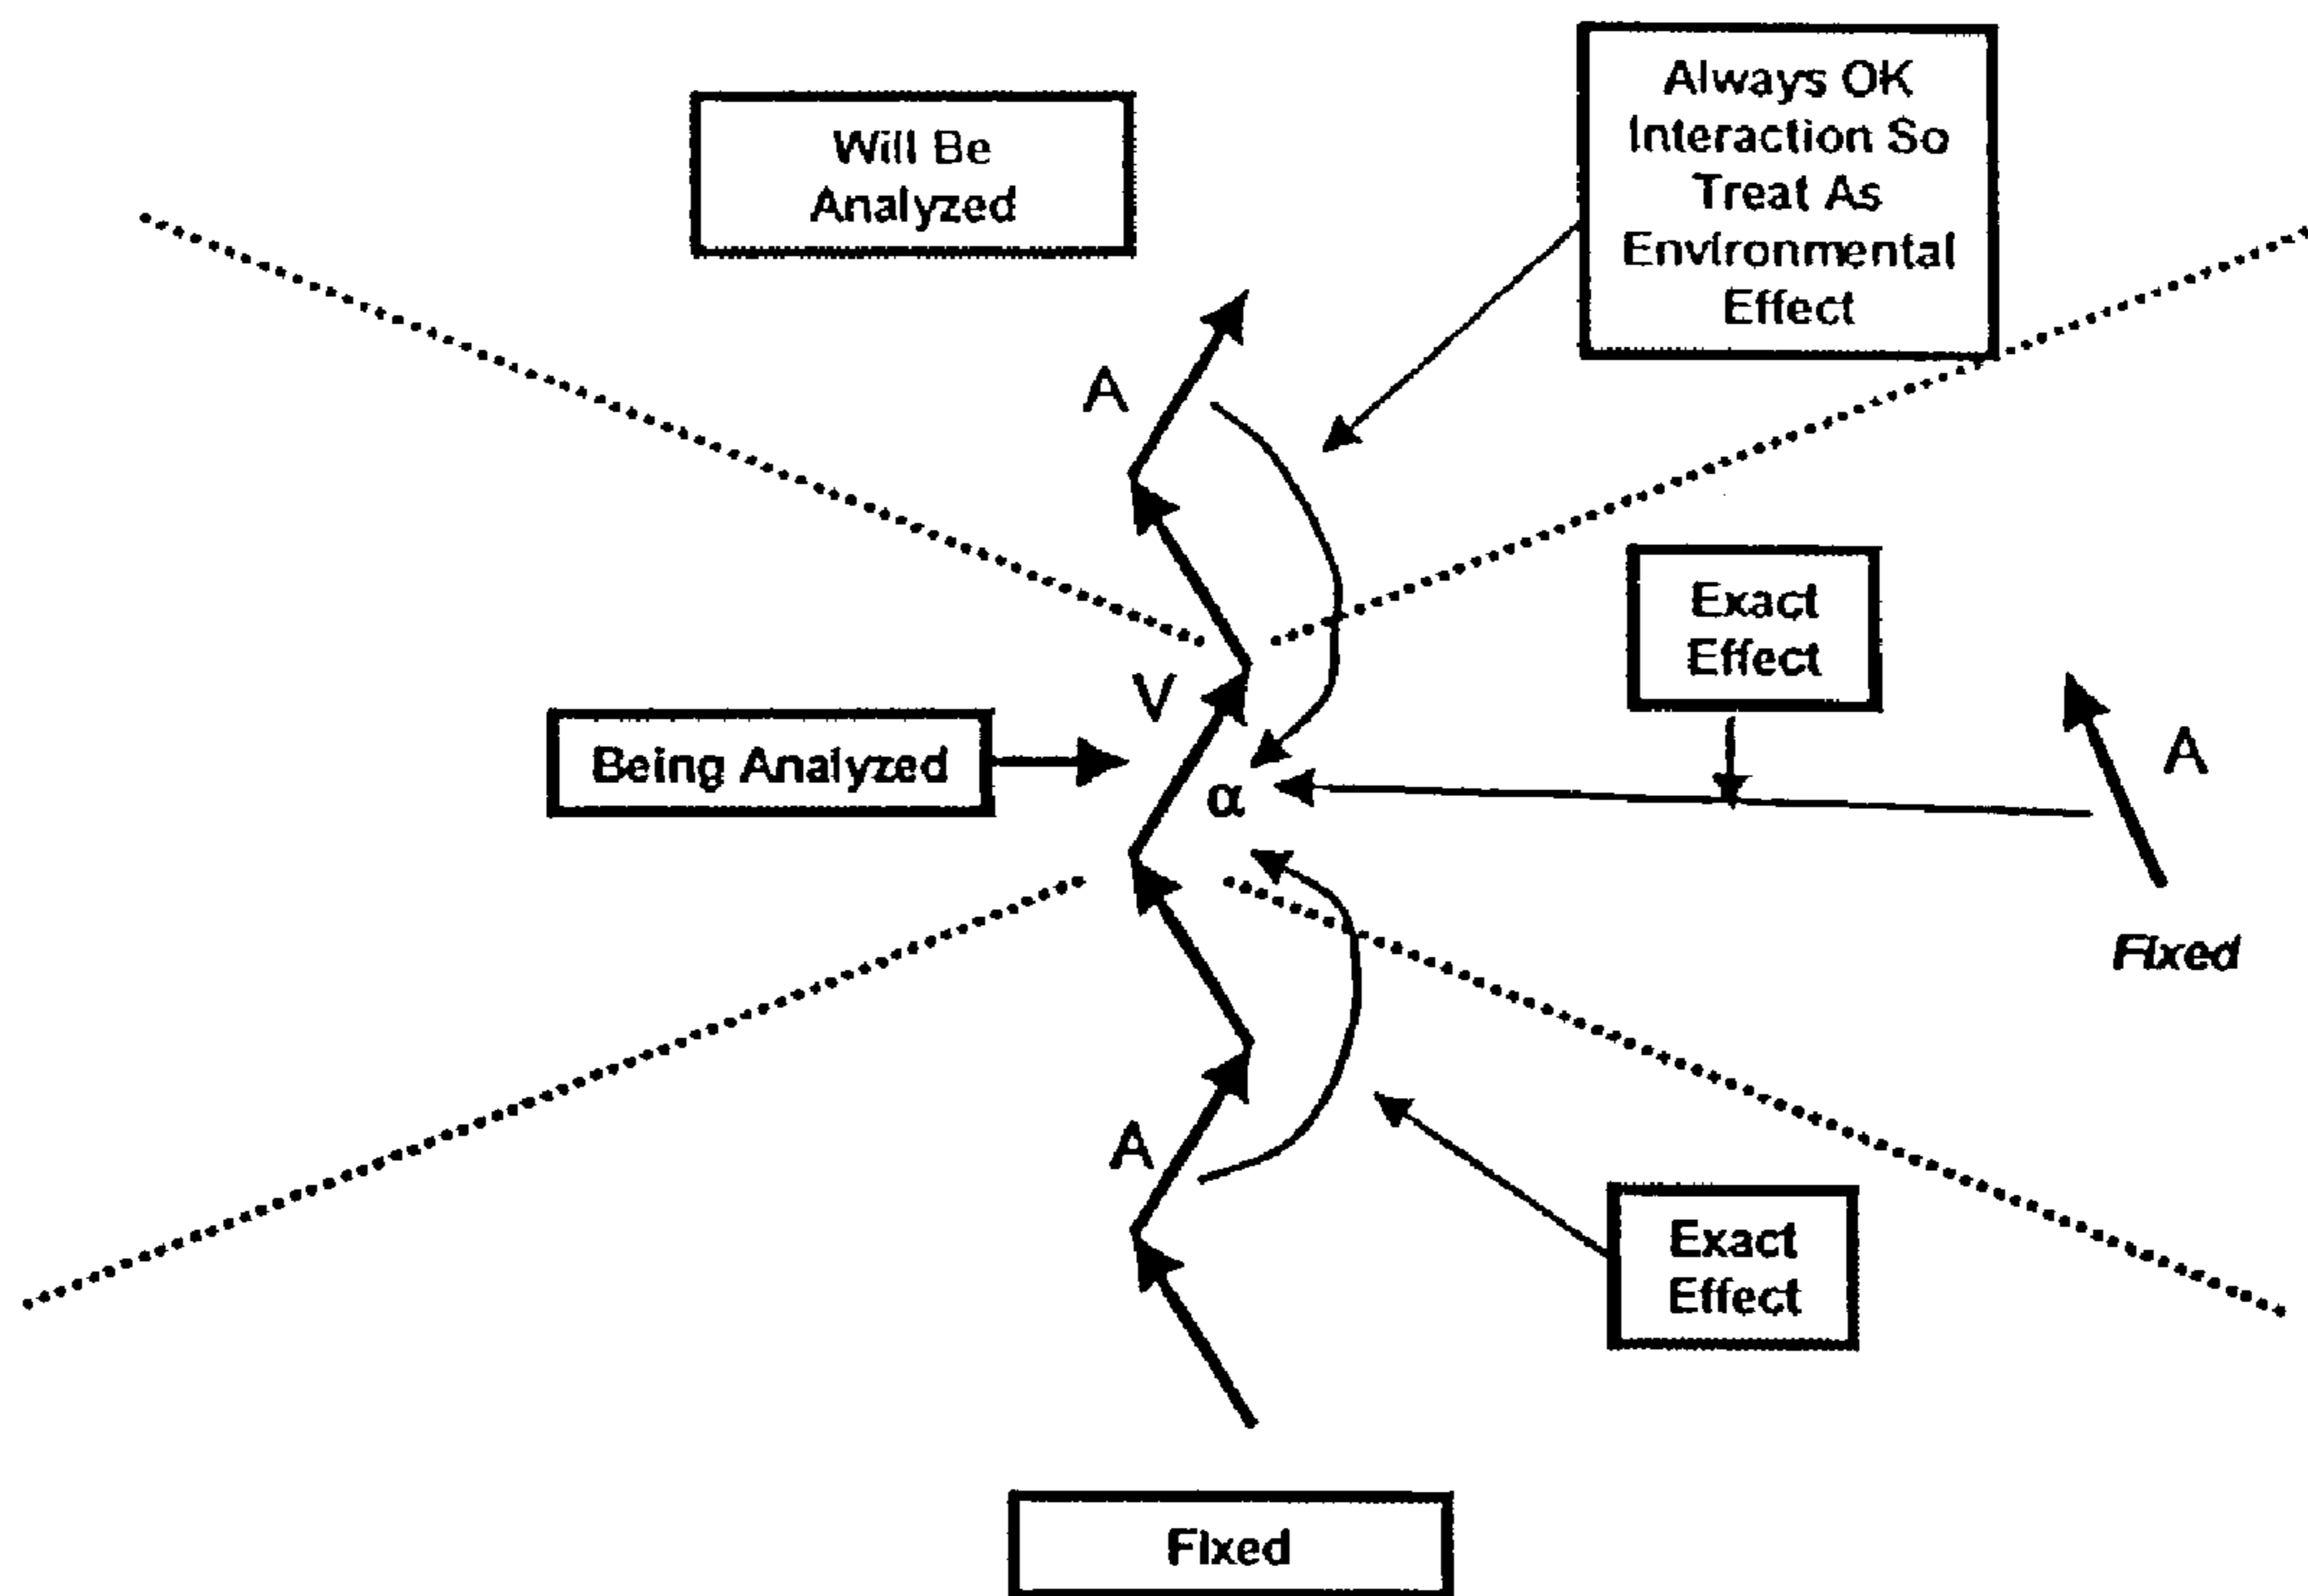 Always OK
Interaction So
Treat As
Environmental
Effect
Will Be
Analyzed
A
Exact
Effect
V
Being Analyzed
α
A
Fixed
A
Exact
Effect
Fixed